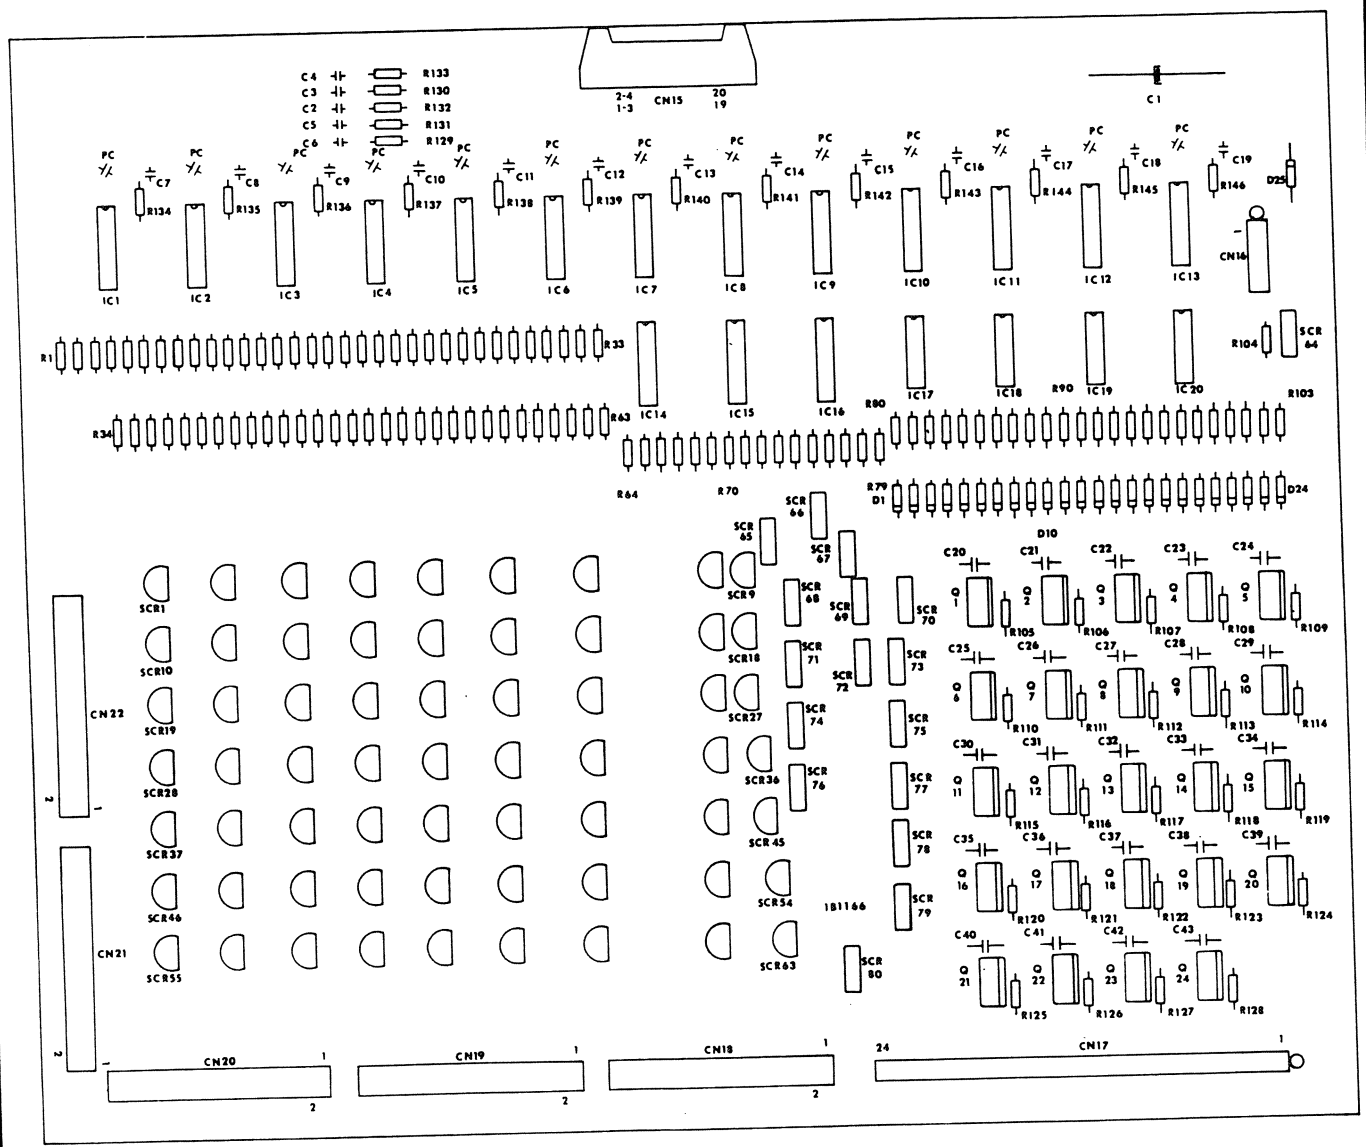 C4 R133
C3 R130
C2 R132
C5 R131
C6 R129
2-4 CN15 20
1-3 19
C1
PC PC PC PC PC PC PC PC PC PC PC PC PC
C7 C8 C9 C10 C11 C12 C13 C14 C15 C16 C17 C18 C19
R134 R135 R136 R137 R138 R139 R140 R141 R142 R143 R144 R145 R146 D25
CN16
IC1 IC2 IC3 IC4 IC5 IC6 IC7 IC8 IC9 IC10 IC11 IC12 IC13
R1 R33 R104 SCR
64
IC14 IC15 IC16 IC17 IC18 R90 IC19 IC20 R103
R34 R63 R80
R64 R70 R79 D24
D1
D10
SCR
66
SCR
65
SCR
67
C20 C21 C22 C23 C24
Q
1
Q
2
Q
3
Q
4
Q
5
SCR1 SCR9
SCR
68
SCR
69
SCR
70
R105 R106 R107 R108 R109
SCR10 SCR18
SCR
71
SCR
72
SCR
73
C25 C26 C27 C28 C29
Q
6
Q
7
Q
8
Q
9
Q
10
R110 R111 R112 R113 R114
CN22
SCR19 SCR27
SCR
74
SCR
75
C30 C31 C32 C33 C34
SCR28 SCR36
SCR
76
SCR
77
Q
11
Q
12
Q
13
Q
14
Q
15
R115 R116 R117 R118 R119
2 1
SCR37 SCR45
SCR
78
C35 C36 C37 C38 C39
Q
16
Q
17
Q
18
Q
19
Q
20
SCR46 SCR54
1B1166
SCR
79
R120 R121 R122 R123 R124
CN21
SCR55 SCR63
SCR
80
C40 C41 C42 C43
Q
21
Q
22
Q
23
Q
24
R125 R126 R127 R128
2 1
CN20 1
2
CN19 1
2
CN18 1
2
24 CN17 1